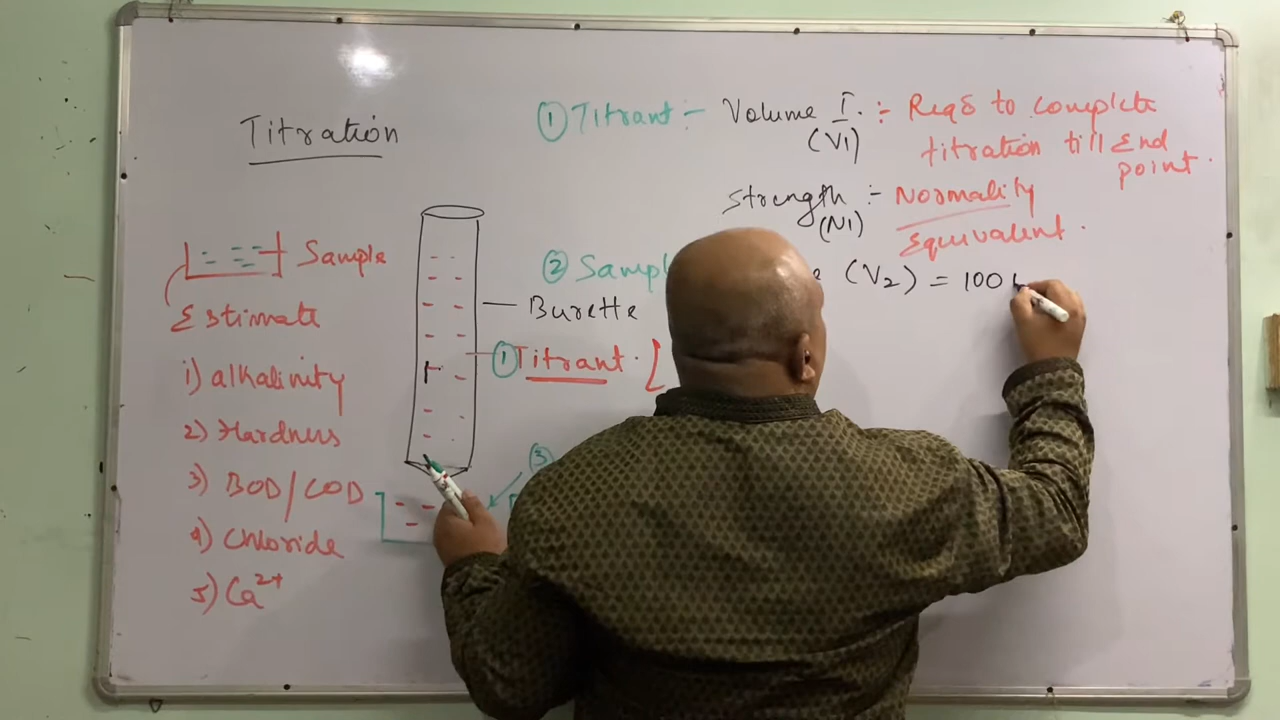 Titration
① Titrant :- Volume I. :- Reqd to complete
(V1) titration till End
point.
Strength :- Normality
(N1) Equivalent.
② Sampl
(V2) = 100
Sample
Estimate
i) alkalinity
2) Hardness
3) BOD/COD
4) Chloride
5) Ca2+
Burette
① Titrant. [
③